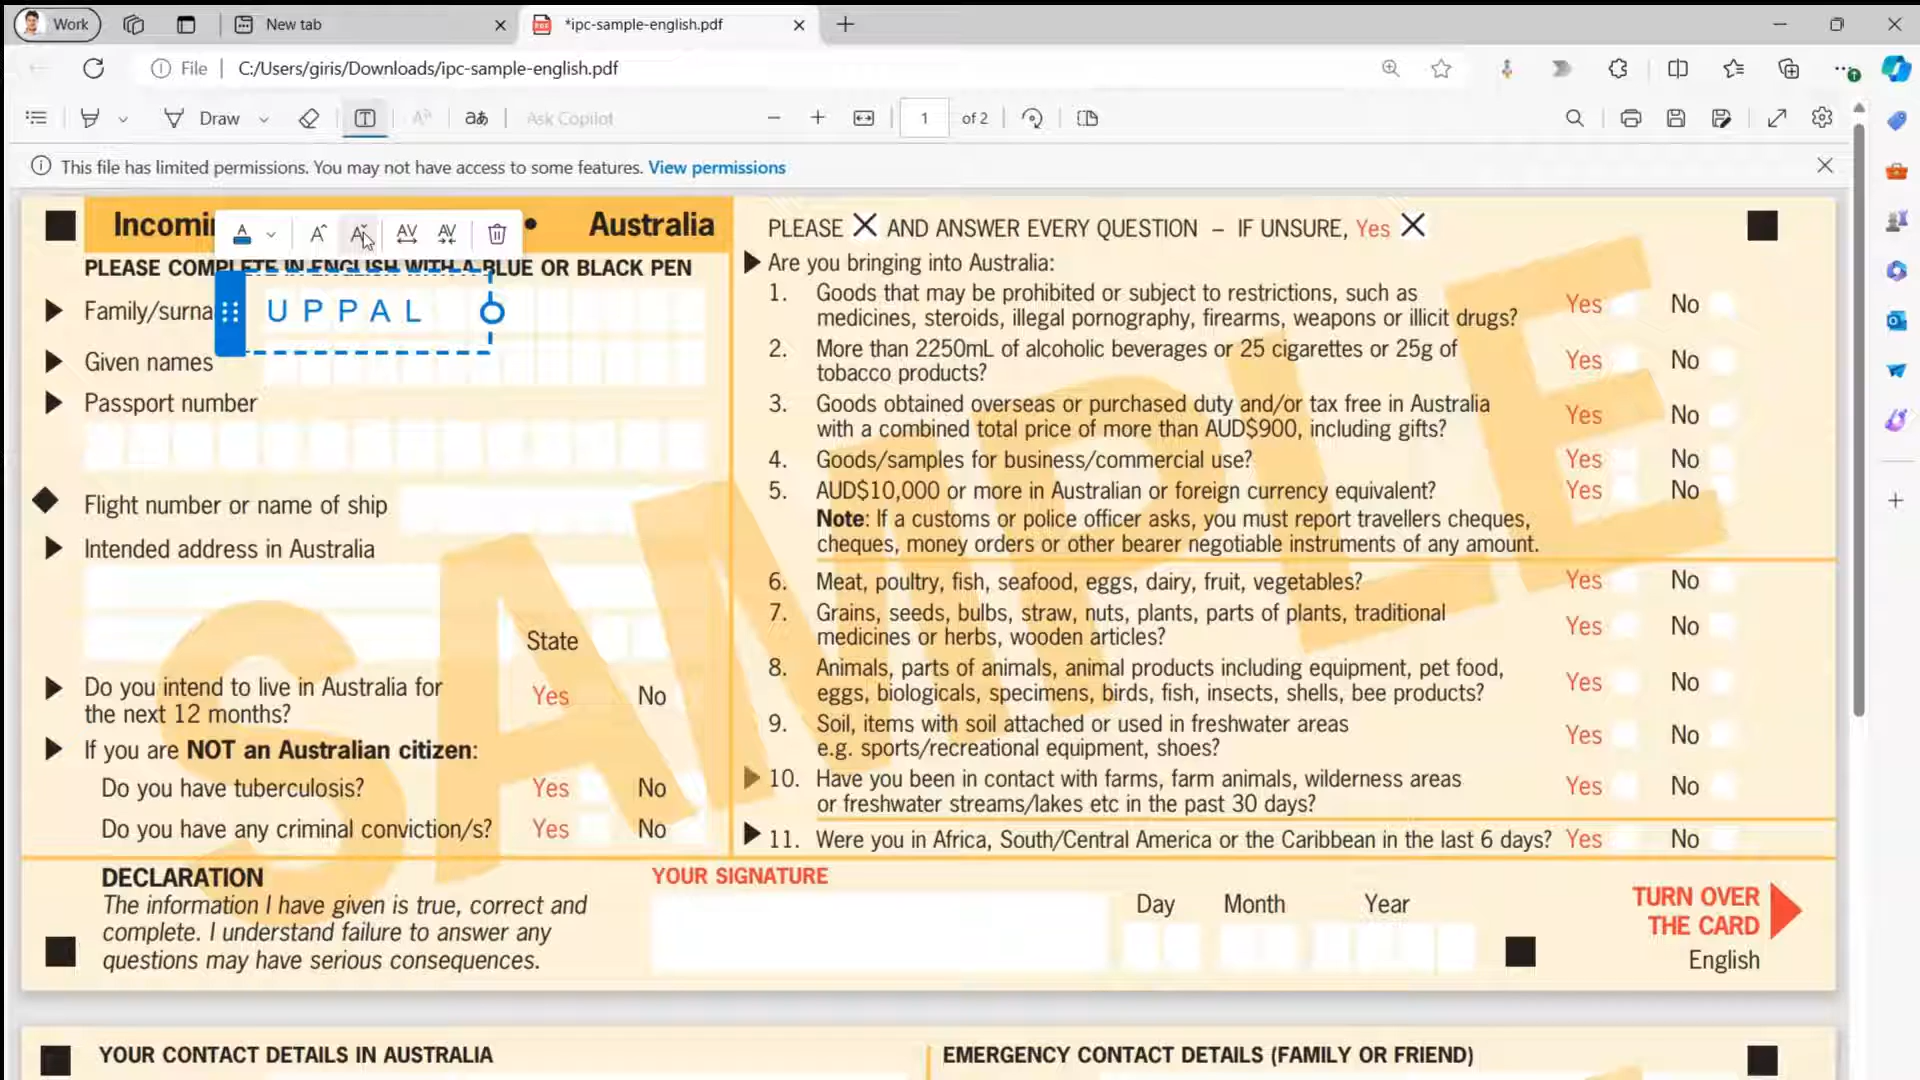 Work
New tab
*ipc-sample-english.pdf
File
C:/Users/giris/Downloads/ipc-sample-english.pdf
Draw
Ask Copilot
1 of 2
This file has limited permissions. You may not have access to some features. View permissions
Incomi • Australia
PLEASE COMPLETE IN ENGLISH WITH A BLUE OR BLACK PEN
Family/surna
U P P A L
Given names
Passport number
Flight number or name of ship
Intended address in Australia
State
Do you intend to live in Australia for
the next 12 months?
Yes No
If you are NOT an Australian citizen:
Do you have tuberculosis? Yes No
Do you have any criminal conviction/s? Yes No
PLEASE X AND ANSWER EVERY QUESTION – IF UNSURE, Yes X
Are you bringing into Australia:
1. Goods that may be prohibited or subject to restrictions, such as
medicines, steroids, illegal pornography, firearms, weapons or illicit drugs? Yes No
2. More than 2250mL of alcoholic beverages or 25 cigarettes or 25g of
tobacco products? Yes No
3. Goods obtained overseas or purchased duty and/or tax free in Australia
with a combined total price of more than AUD$900, including gifts? Yes No
4. Goods/samples for business/commercial use? Yes No
5. AUD$10,000 or more in Australian or foreign currency equivalent? Yes No
Note: If a customs or police officer asks, you must report travellers cheques,
cheques, money orders or other bearer negotiable instruments of any amount.
6. Meat, poultry, fish, seafood, eggs, dairy, fruit, vegetables? Yes No
7. Grains, seeds, bulbs, straw, nuts, plants, parts of plants, traditional
medicines or herbs, wooden articles? Yes No
8. Animals, parts of animals, animal products including equipment, pet food,
eggs, biologicals, specimens, birds, fish, insects, shells, bee products? Yes No
9. Soil, items with soil attached or used in freshwater areas
e.g. sports/recreational equipment, shoes? Yes No
10. Have you been in contact with farms, farm animals, wilderness areas
or freshwater streams/lakes etc in the past 30 days? Yes No
11. Were you in Africa, South/Central America or the Caribbean in the last 6 days? Yes No
SAMPLE
DECLARATION
The information I have given is true, correct and
complete. I understand failure to answer any
questions may have serious consequences.
YOUR SIGNATURE
Day Month Year
TURN OVER
THE CARD
English
YOUR CONTACT DETAILS IN AUSTRALIA
EMERGENCY CONTACT DETAILS (FAMILY OR FRIEND)